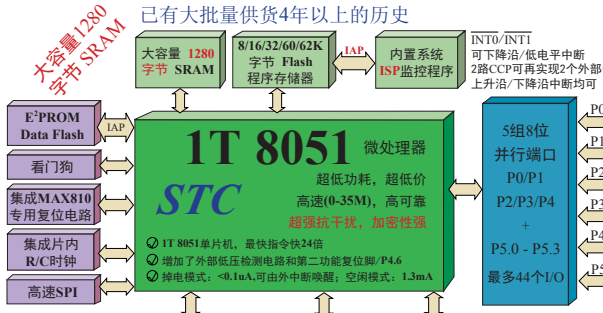 已有大批量供货4年以上的历史
大容量1280
字节 SRAM
大容量 1280
字节 SRAM
8/16/32/60/62K
字节 Flash
程序存储器
IAP
内置系统
ISP监控程序
INT0/INT1
可下降沿/低电平中断
2路CCP可再实现2个外部
上升沿/下降沿中断均可
E²PROM
Data Flash
IAP
看门狗
集成MAX810
专用复位电路
集成片内
R/C时钟
高速SPI
1T 8051 微处理器
STC
超低功耗，超低价
高速(0-35M)，高可靠
超强抗干扰，加密性强
1T 8051单片机，最快指令快24倍
增加了外部低压检测电路和第二功能复位脚/P4.6
掉电模式：<0.1uA,可由外中断唤醒；空闲模式：1.3mA
5组8位
并行端口
P0/P1
P2/P3/P4
+
P5.0 - P5.3
最多44个I/O
P0
P1
P2
P3
P4
P5